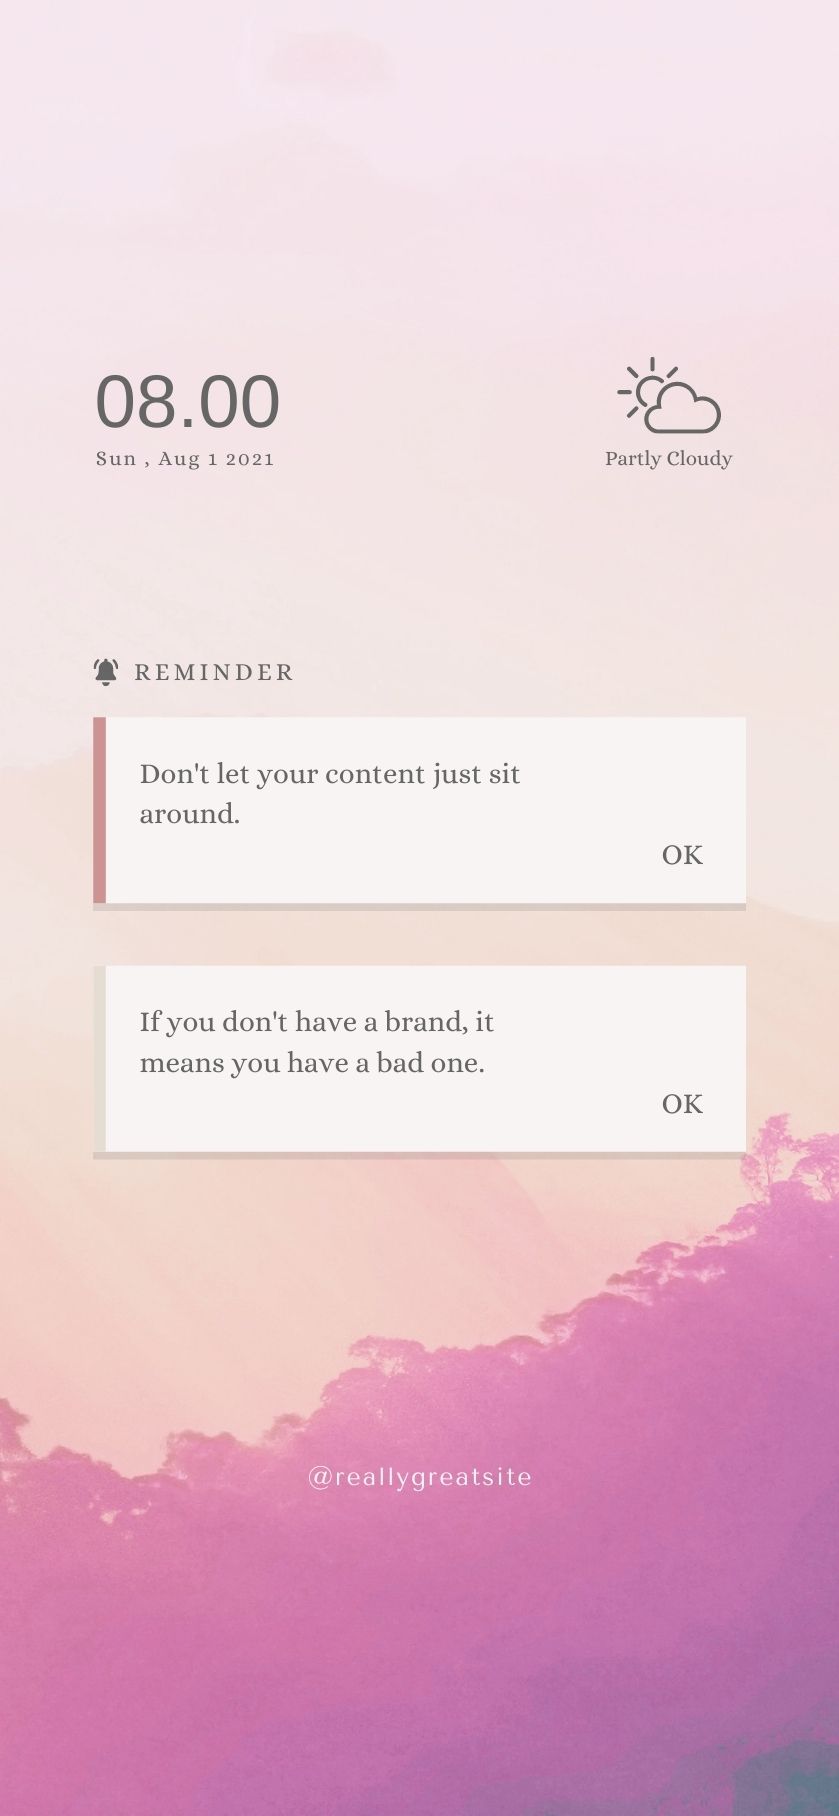 08.00
Sun , Aug 1 2021
Partly Cloudy
REMINDER
Don't let your content just sit
around.
OK
If you don't have a brand, it
means you have a bad one.
OK
@reallygreatsite